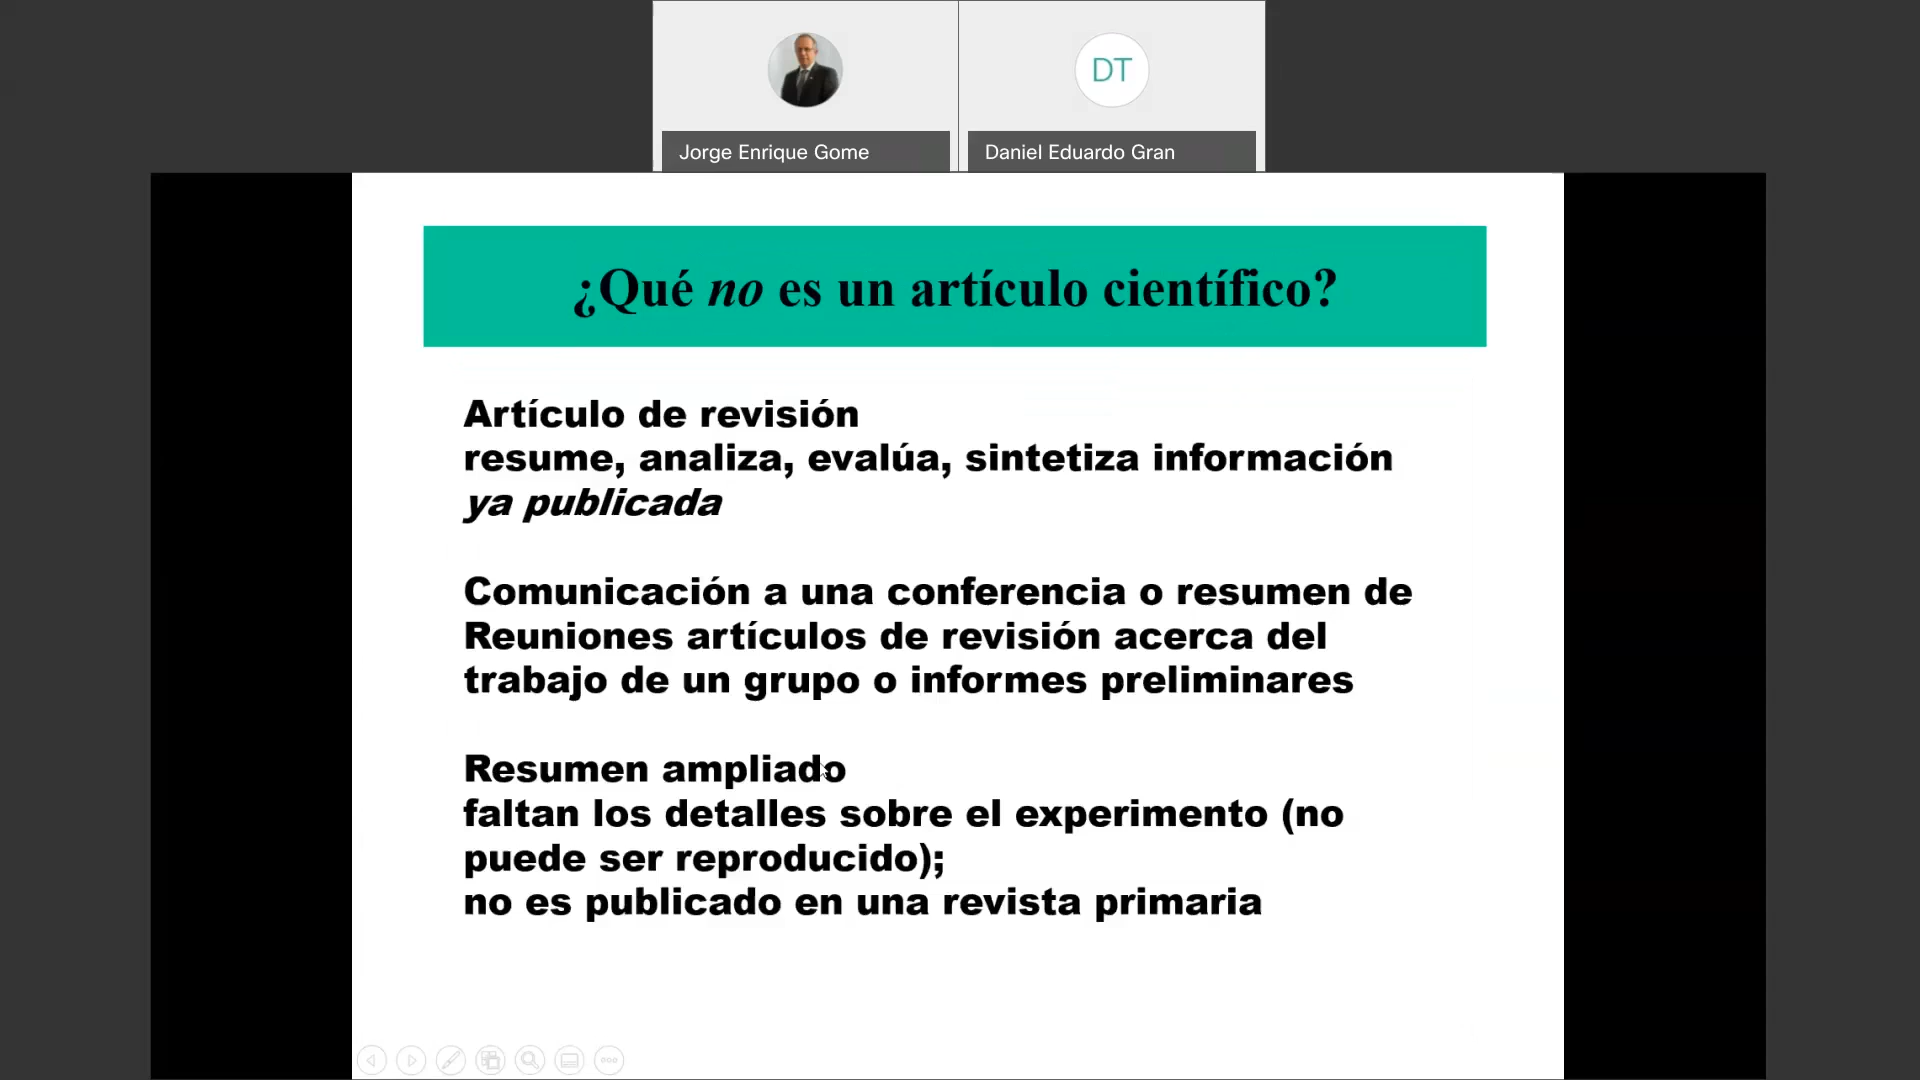 DT
Jorge Enrique Gome
Daniel Eduardo Gran
¿Qué no es un artículo científico?
Artículo de revisión
resume, analiza, evalúa, sintetiza información
ya publicada
Comunicación a una conferencia o resumen de
Reuniones artículos de revisión acerca del
trabajo de un grupo o informes preliminares
Resumen ampliado
faltan los detalles sobre el experimento (no
puede ser reproducido);
no es publicado en una revista primaria